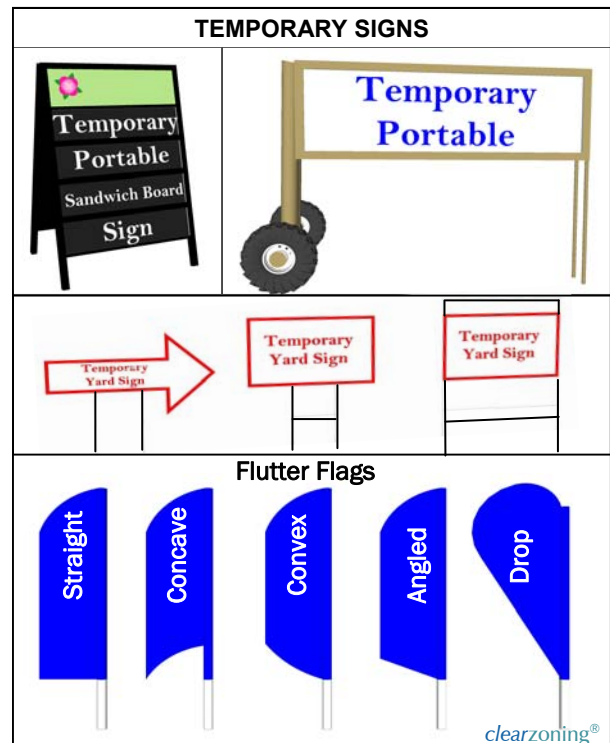 TEMPORARY SIGNS
Temporary
Portable
Sandwich Board
Sign
Temporary
Portable
Temporary
Yard Sign
Temporary
Yard Sign
Temporary
Yard Sign
Flutter Flags
Straight
Concave
Convex
Angled
Drop
clearzoning®